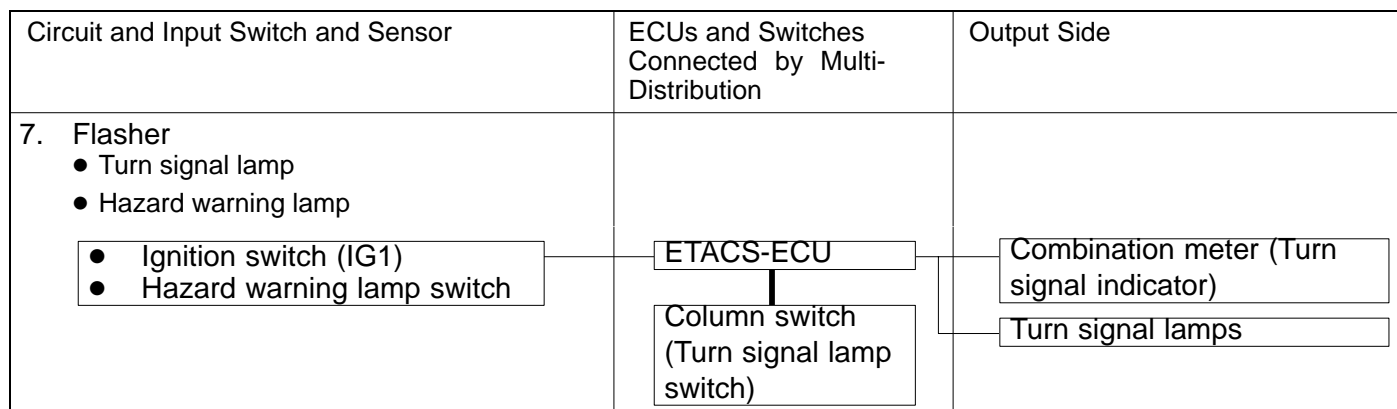 Circuit and Input Switch and Sensor
ECUs and Switches
Connected by Multi-
Distribution
Output Side
7. Flasher
● Turn signal lamp
● Hazard warning lamp
● Ignition switch (IG1)
● Hazard warning lamp switch
ETACS-ECU
Column switch
(Turn signal lamp
switch)
Combination meter (Turn
signal indicator)
Turn signal lamps